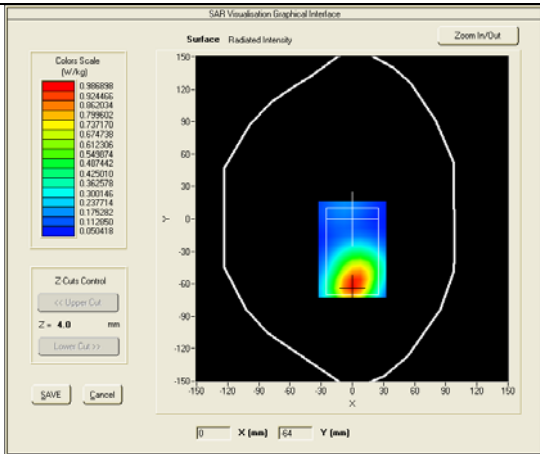 SAR Visualisation Graphical Interface
Surface Radiated Intensity
Zoom In/Out
Colors Scale
(W/kg)
0.986898
0.924466
0.862034
0.799602
0.737170
0.674738
0.612306
0.549874
0.487442
0.425010
0.362578
0.300146
0.237714
0.175282
0.112850
0.050418
150
120
90
60
30
0
-30
-60
-90
-120
-150
Y
-150 -120 -90 -60 -30 0 30 60 90 120 150
X
Z-Cuts Control
<< Upper Cut
Z = 4.0 mm
Lower Cut >>
SAVE Cancel
0 X (mm) -64 Y (mm)